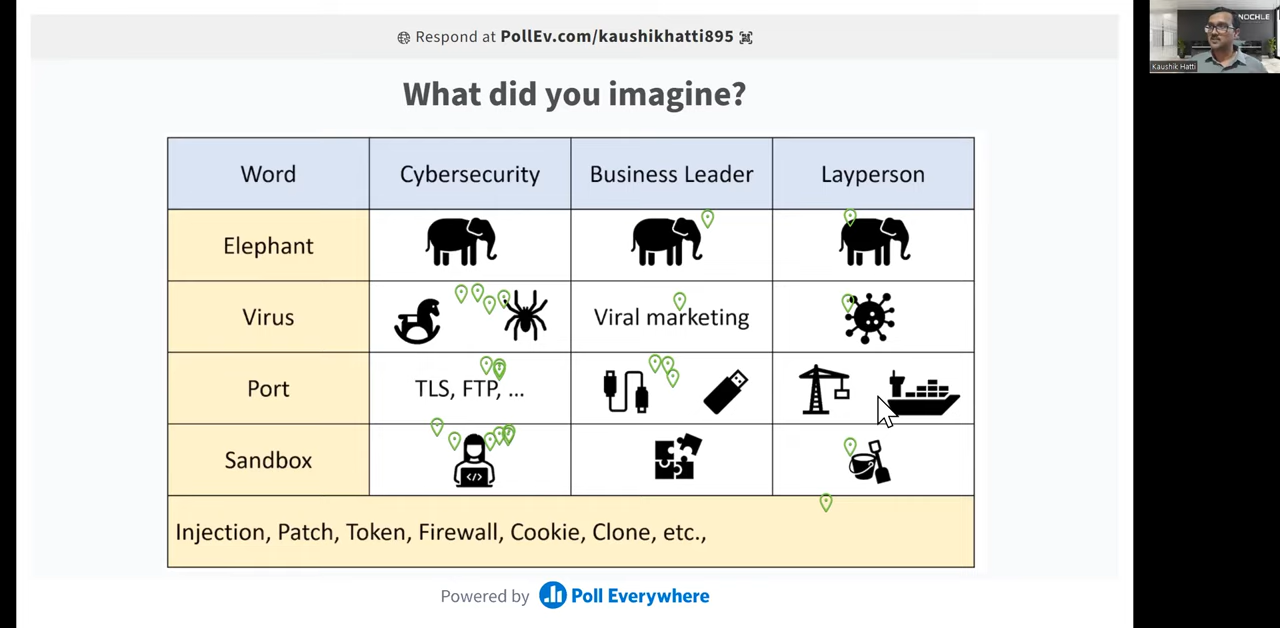 Respond at PollEv.com/kaushikhatti895
What did you imagine?
Word Cybersecurity Business Leader Layperson
Elephant
Virus Viral marketing
Port TLS, FTP, ...
Sandbox </>
Injection, Patch, Token, Firewall, Cookie, Clone, etc.,
Powered by Poll Everywhere
NOCHLE
Kaushik Hatti